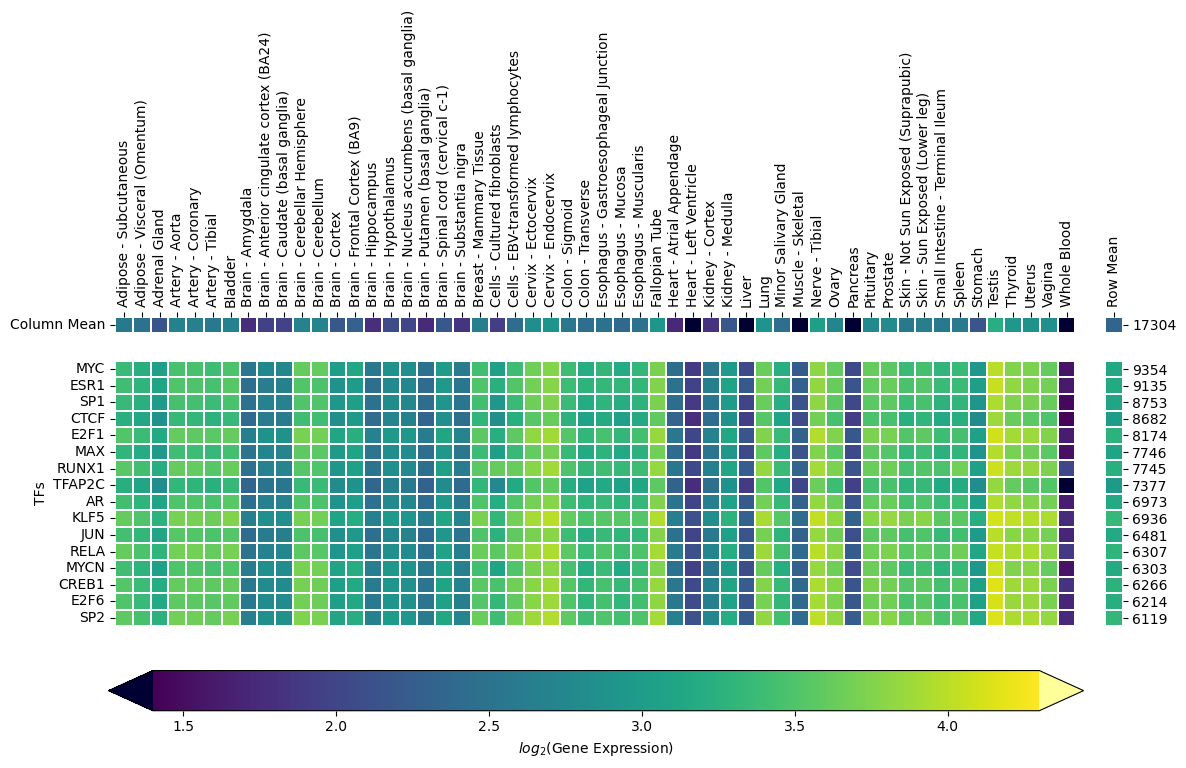 Adipose - Subcutaneous
Adipose - Visceral (Omentum)
Adrenal Gland
Artery - Aorta
Artery - Coronary
Artery - Tibial
Bladder
Brain - Amygdala
Brain - Anterior cingulate cortex (BA24)
Brain - Caudate (basal ganglia)
Brain - Cerebellar Hemisphere
Brain - Cerebellum
Brain - Cortex
Brain - Frontal Cortex (BA9)
Brain - Hippocampus
Brain - Hypothalamus
Brain - Nucleus accumbens (basal ganglia)
Brain - Putamen (basal ganglia)
Brain - Spinal cord (cervical c-1)
Brain - Substantia nigra
Breast - Mammary Tissue
Cells - Cultured fibroblasts
Cells - EBV-transformed lymphocytes
Cervix - Ectocervix
Cervix - Endocervix
Colon - Sigmoid
Colon - Transverse
Esophagus - Gastroesophageal Junction
Esophagus - Mucosa
Esophagus - Muscularis
Fallopian Tube
Heart - Atrial Appendage
Heart - Left Ventricle
Kidney - Cortex
Kidney - Medulla
Liver
Lung
Minor Salivary Gland
Muscle - Skeletal
Nerve - Tibial
Ovary
Pancreas
Pituitary
Prostate
Skin - Not Sun Exposed (Suprapubic)
Skin - Sun Exposed (Lower leg)
Small Intestine - Terminal Ileum
Spleen
Stomach
Testis
Thyroid
Uterus
Vagina
Whole Blood
Row Mean
Column Mean 17304
TFs
MYC 9354
ESR1 9135
SP1 8753
CTCF 8682
E2F1 8174
MAX 7746
RUNX1 7745
TFAP2C 7377
AR 6973
KLF5 6936
JUN 6481
RELA 6307
MYCN 6303
CREB1 6266
E2F6 6214
SP2 6119
1.5 2.0 2.5 3.0 3.5 4.0
log2(Gene Expression)